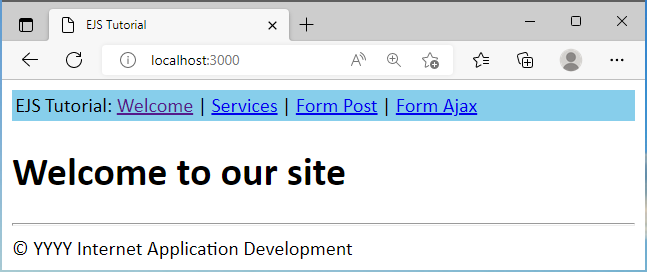 EJS Tutorial
localhost:3000
EJS Tutorial: Welcome | Services | Form Post | Form Ajax
Welcome to our site
© YYYY Internet Application Development